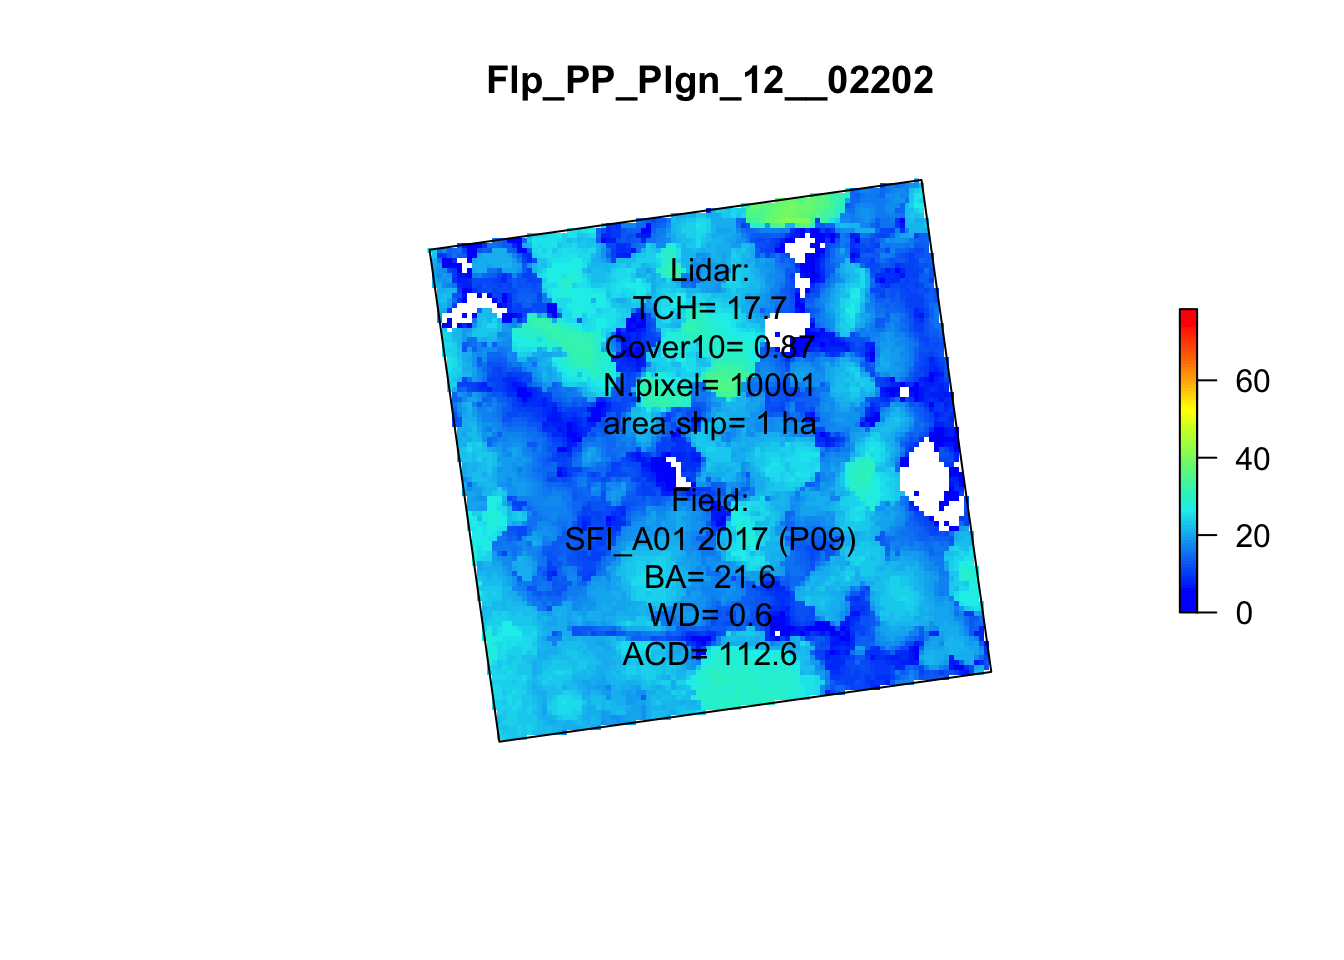 Flp_PP_Plgn_12__02202
Lidar:
TCH= 17.7
Cover10= 0.87
N.pixel= 10001
area.shp= 1 ha
Field:
SFI_A01 2017 (P09)
BA= 21.6
WD= 0.6
ACD= 112.6
60
40
20
0